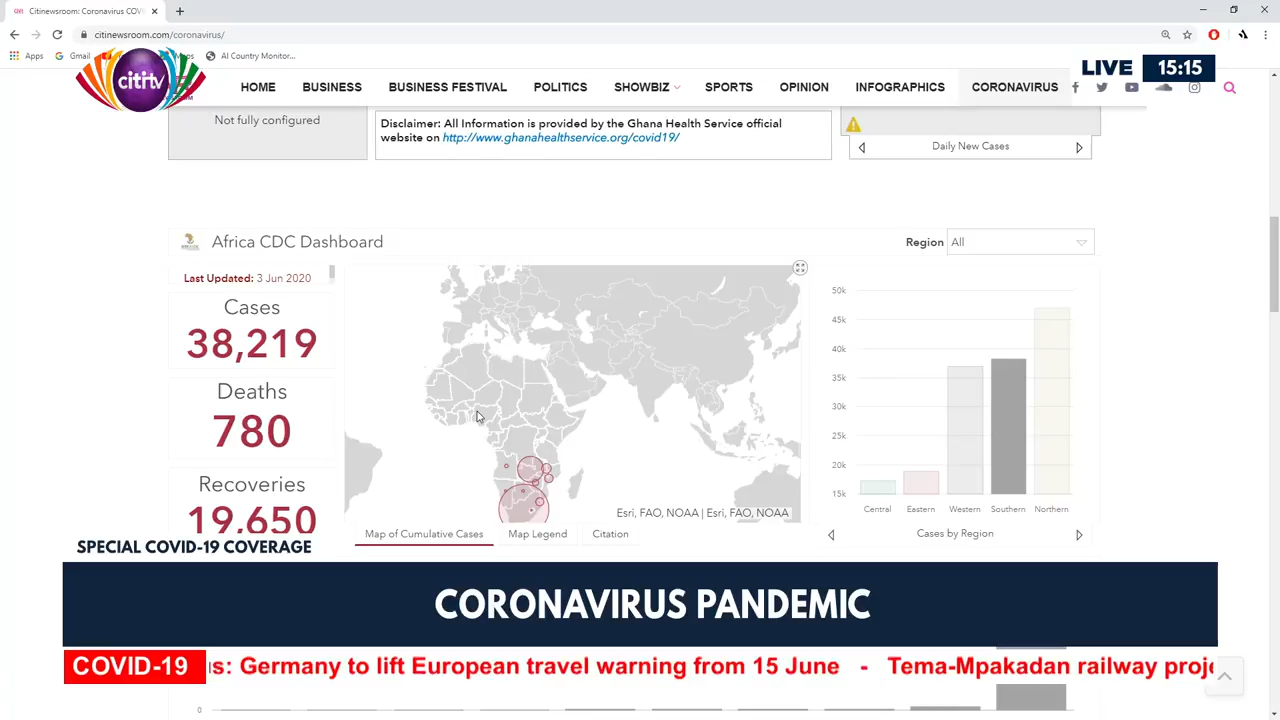 Citinewsroom: Coronavirus COV
citinewsroom.com/coronavirus/
Apps
Gmail
Maps
AI Country Monitor...
cititv
LIVE 15:15
HOME
BUSINESS
BUSINESS FESTIVAL
POLITICS
SHOWBIZ
SPORTS
OPINION
INFOGRAPHICS
CORONAVIRUS
Not fully configured
Disclaimer: All Information is provided by the Ghana Health Service official
website on http://www.ghanahealthservice.org/covid19/
Daily New Cases
Africa CDC Dashboard
Region All
Last Updated: 3 Jun 2020
Cases
38,219
Deaths
780
Recoveries
19,650
Esri, FAO, NOAA | Esri, FAO, NOAA
Map of Cumulative Cases
Map Legend
Citation
50k
45k
40k
35k
30k
25k
20k
15k
Central
Eastern
Western
Southern
Northern
Cases by Region
SPECIAL COVID-19 COVERAGE
CORONAVIRUS PANDEMIC
COVID-19 s: Germany to lift European travel warning from 15 June - Tema-Mpakadan railway proje
0